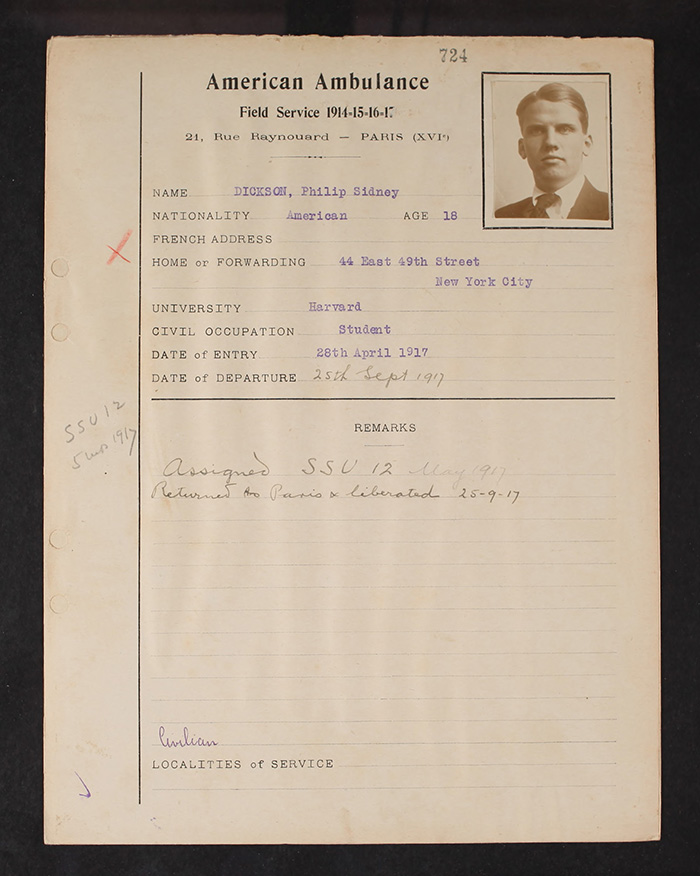 724
American Ambulance
Field Service 1914-15-16-17
21, Rue Raynouard — PARIS (XVIe)
NAME DICKSON, Philip Sidney
NATIONALITY American AGE 18
FRENCH ADDRESS
HOME or FORWARDING 44 East 49th Street
New York City
UNIVERSITY Harvard
CIVIL OCCUPATION Student
DATE of ENTRY 28th April 1917
DATE of DEPARTURE 25th Sept 1917
SSU 12
5 1917
REMARKS
Assigned SSU 12 May 1917
Returned to Paris & liberated 25-9-17
Civilian
LOCALITIES of SERVICE